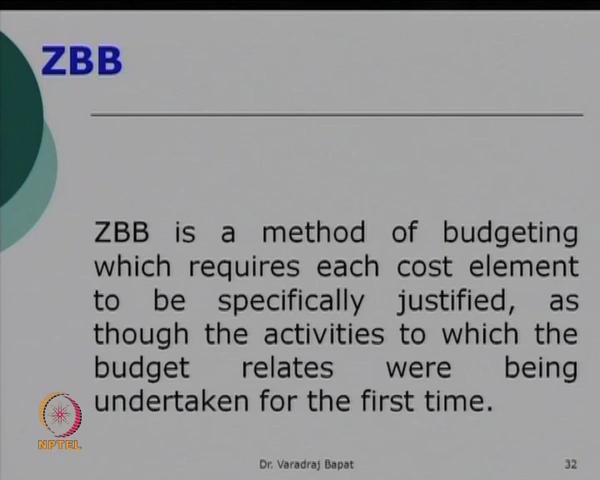 ZBB
ZBB is a method of budgeting
which requires each cost element
to be specifically justified, as
though the activities to which the
budget relates were being
undertaken for the first time.
NPTEL
Dr. Varadraj Bapat
32